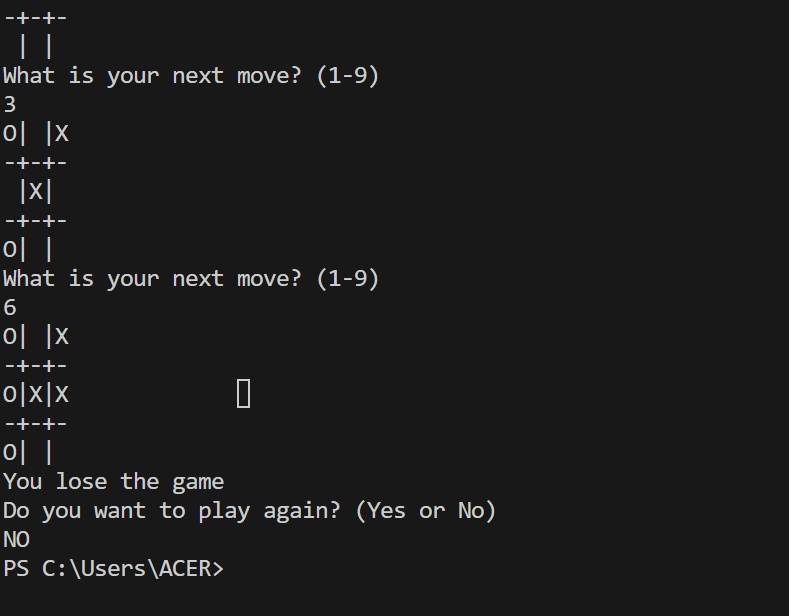 -+-+-
 | |
What is your next move? (1-9)
3
O| |X
-+-+-
 |X|
-+-+-
O| |
What is your next move? (1-9)
6
O| |X
-+-+-
O|X|X
-+-+-
O| |
You lose the game
Do you want to play again? (Yes or No)
NO
PS C:\Users\ACER>